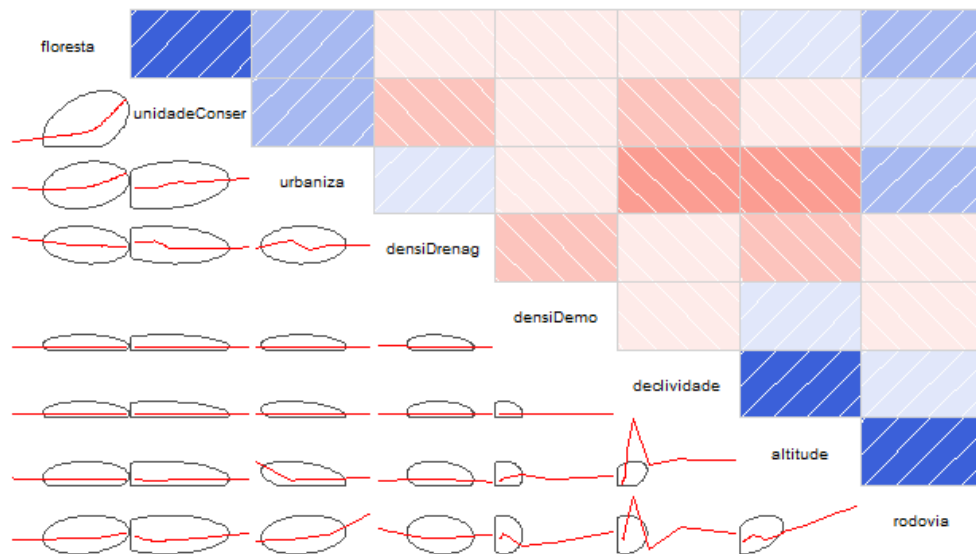 floresta
unidadeConser
urbaniza
densiDrenag
densiDemo
declividade
altitude
rodovia